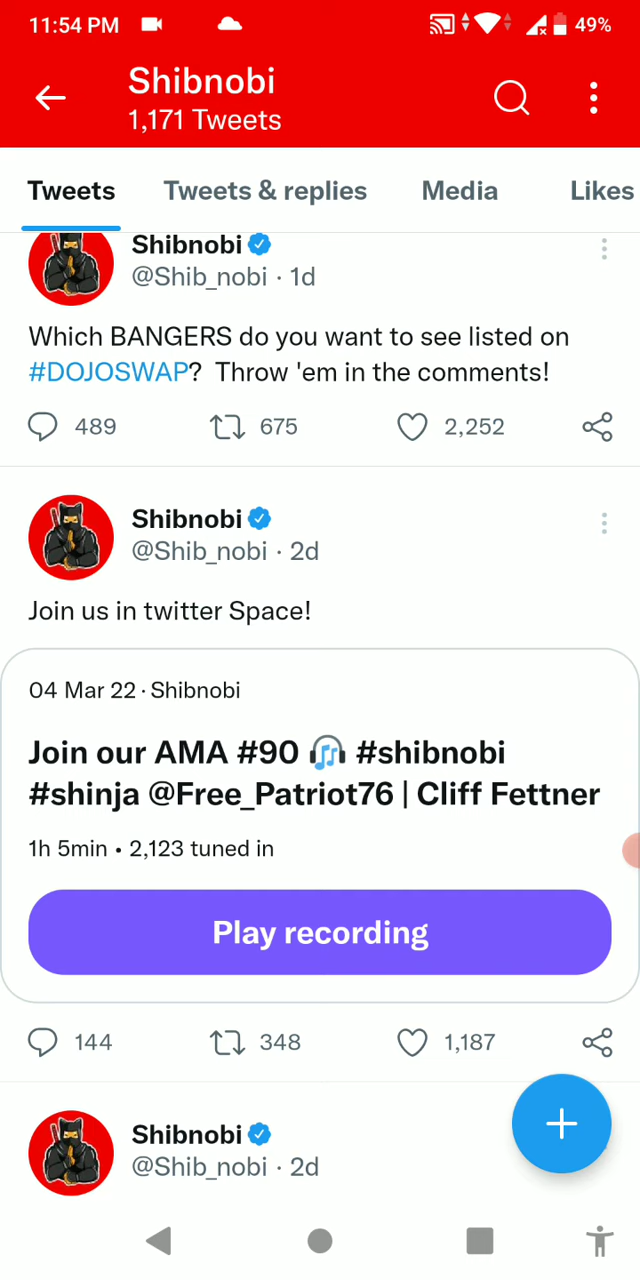 11:54 PM 49%
Shibnobi
1,171 Tweets
Tweets Tweets & replies Media Likes
Shibnobi
@Shib_nobi · 1d
Which BANGERS do you want to see listed on
#DOJOSWAP? Throw 'em in the comments!
489 675 2,252
Shibnobi
@Shib_nobi · 2d
Join us in twitter Space!
04 Mar 22 · Shibnobi
Join our AMA #90 🎧 #shibnobi
#shinja @Free_Patriot76 | Cliff Fettner
1h 5min • 2,123 tuned in
Play recording
144 348 1,187
Shibnobi
@Shib_nobi · 2d